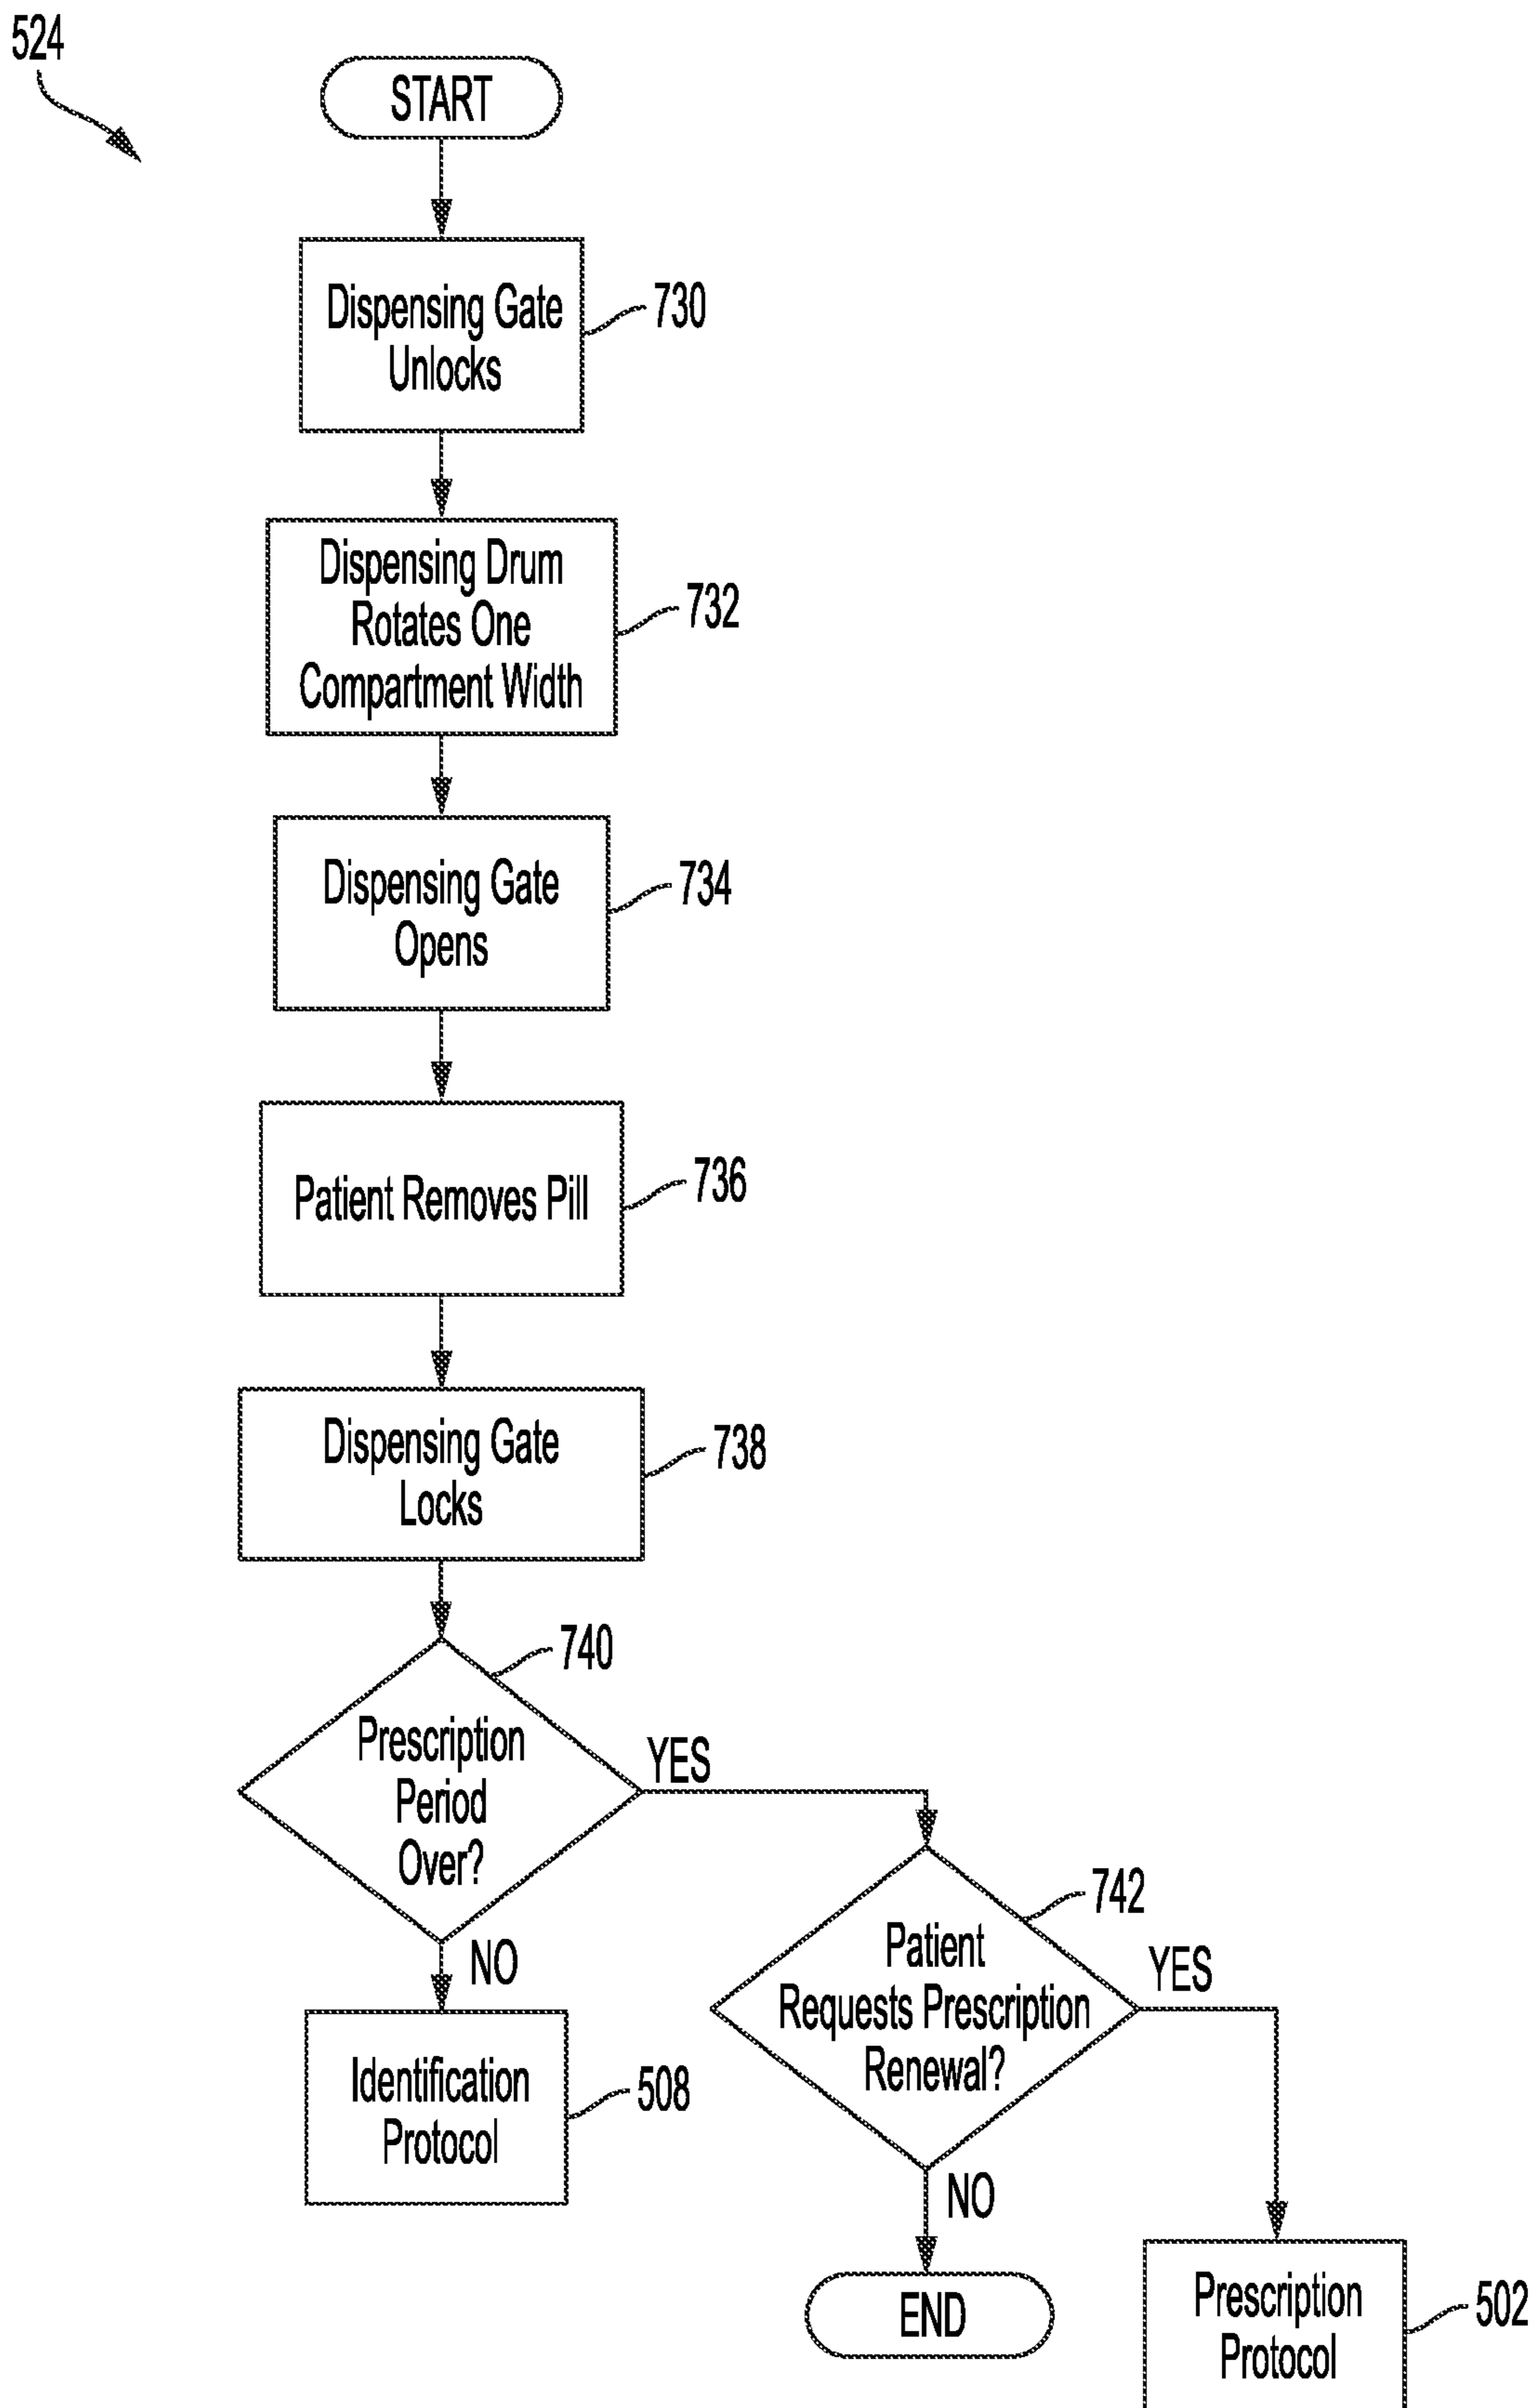 524
START
Dispensing Gate
Unlocks
730
Dispensing Drum
Rotates One
Compartment Width
732
Dispensing Gate
Opens
734
Patient Removes Pill
736
Dispensing Gate
Locks
738
740
Prescription
Period
Over?
YES
NO
742
Patient
Requests Prescription
Renewal?
YES
NO
Identification
Protocol
508
END
Prescription
Protocol
502